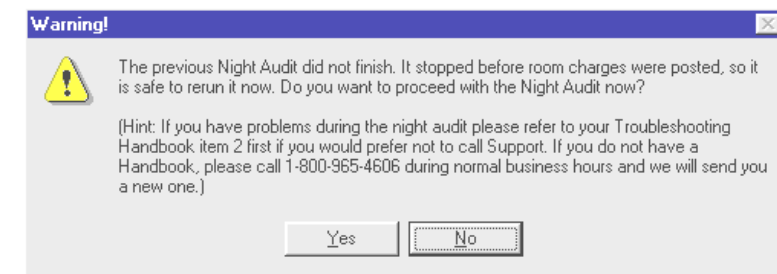 Warning!
The previous Night Audit did not finish. It stopped before room charges were posted, so it
is safe to rerun it now. Do you want to proceed with the Night Audit now?
(Hint: If you have problems during the night audit please refer to your Troubleshooting
Handbook item 2 first if you would prefer not to call Support. If you do not have a
Handbook, please call 1-800-965-4606 during normal business hours and we will send you
a new one.)
Yes No